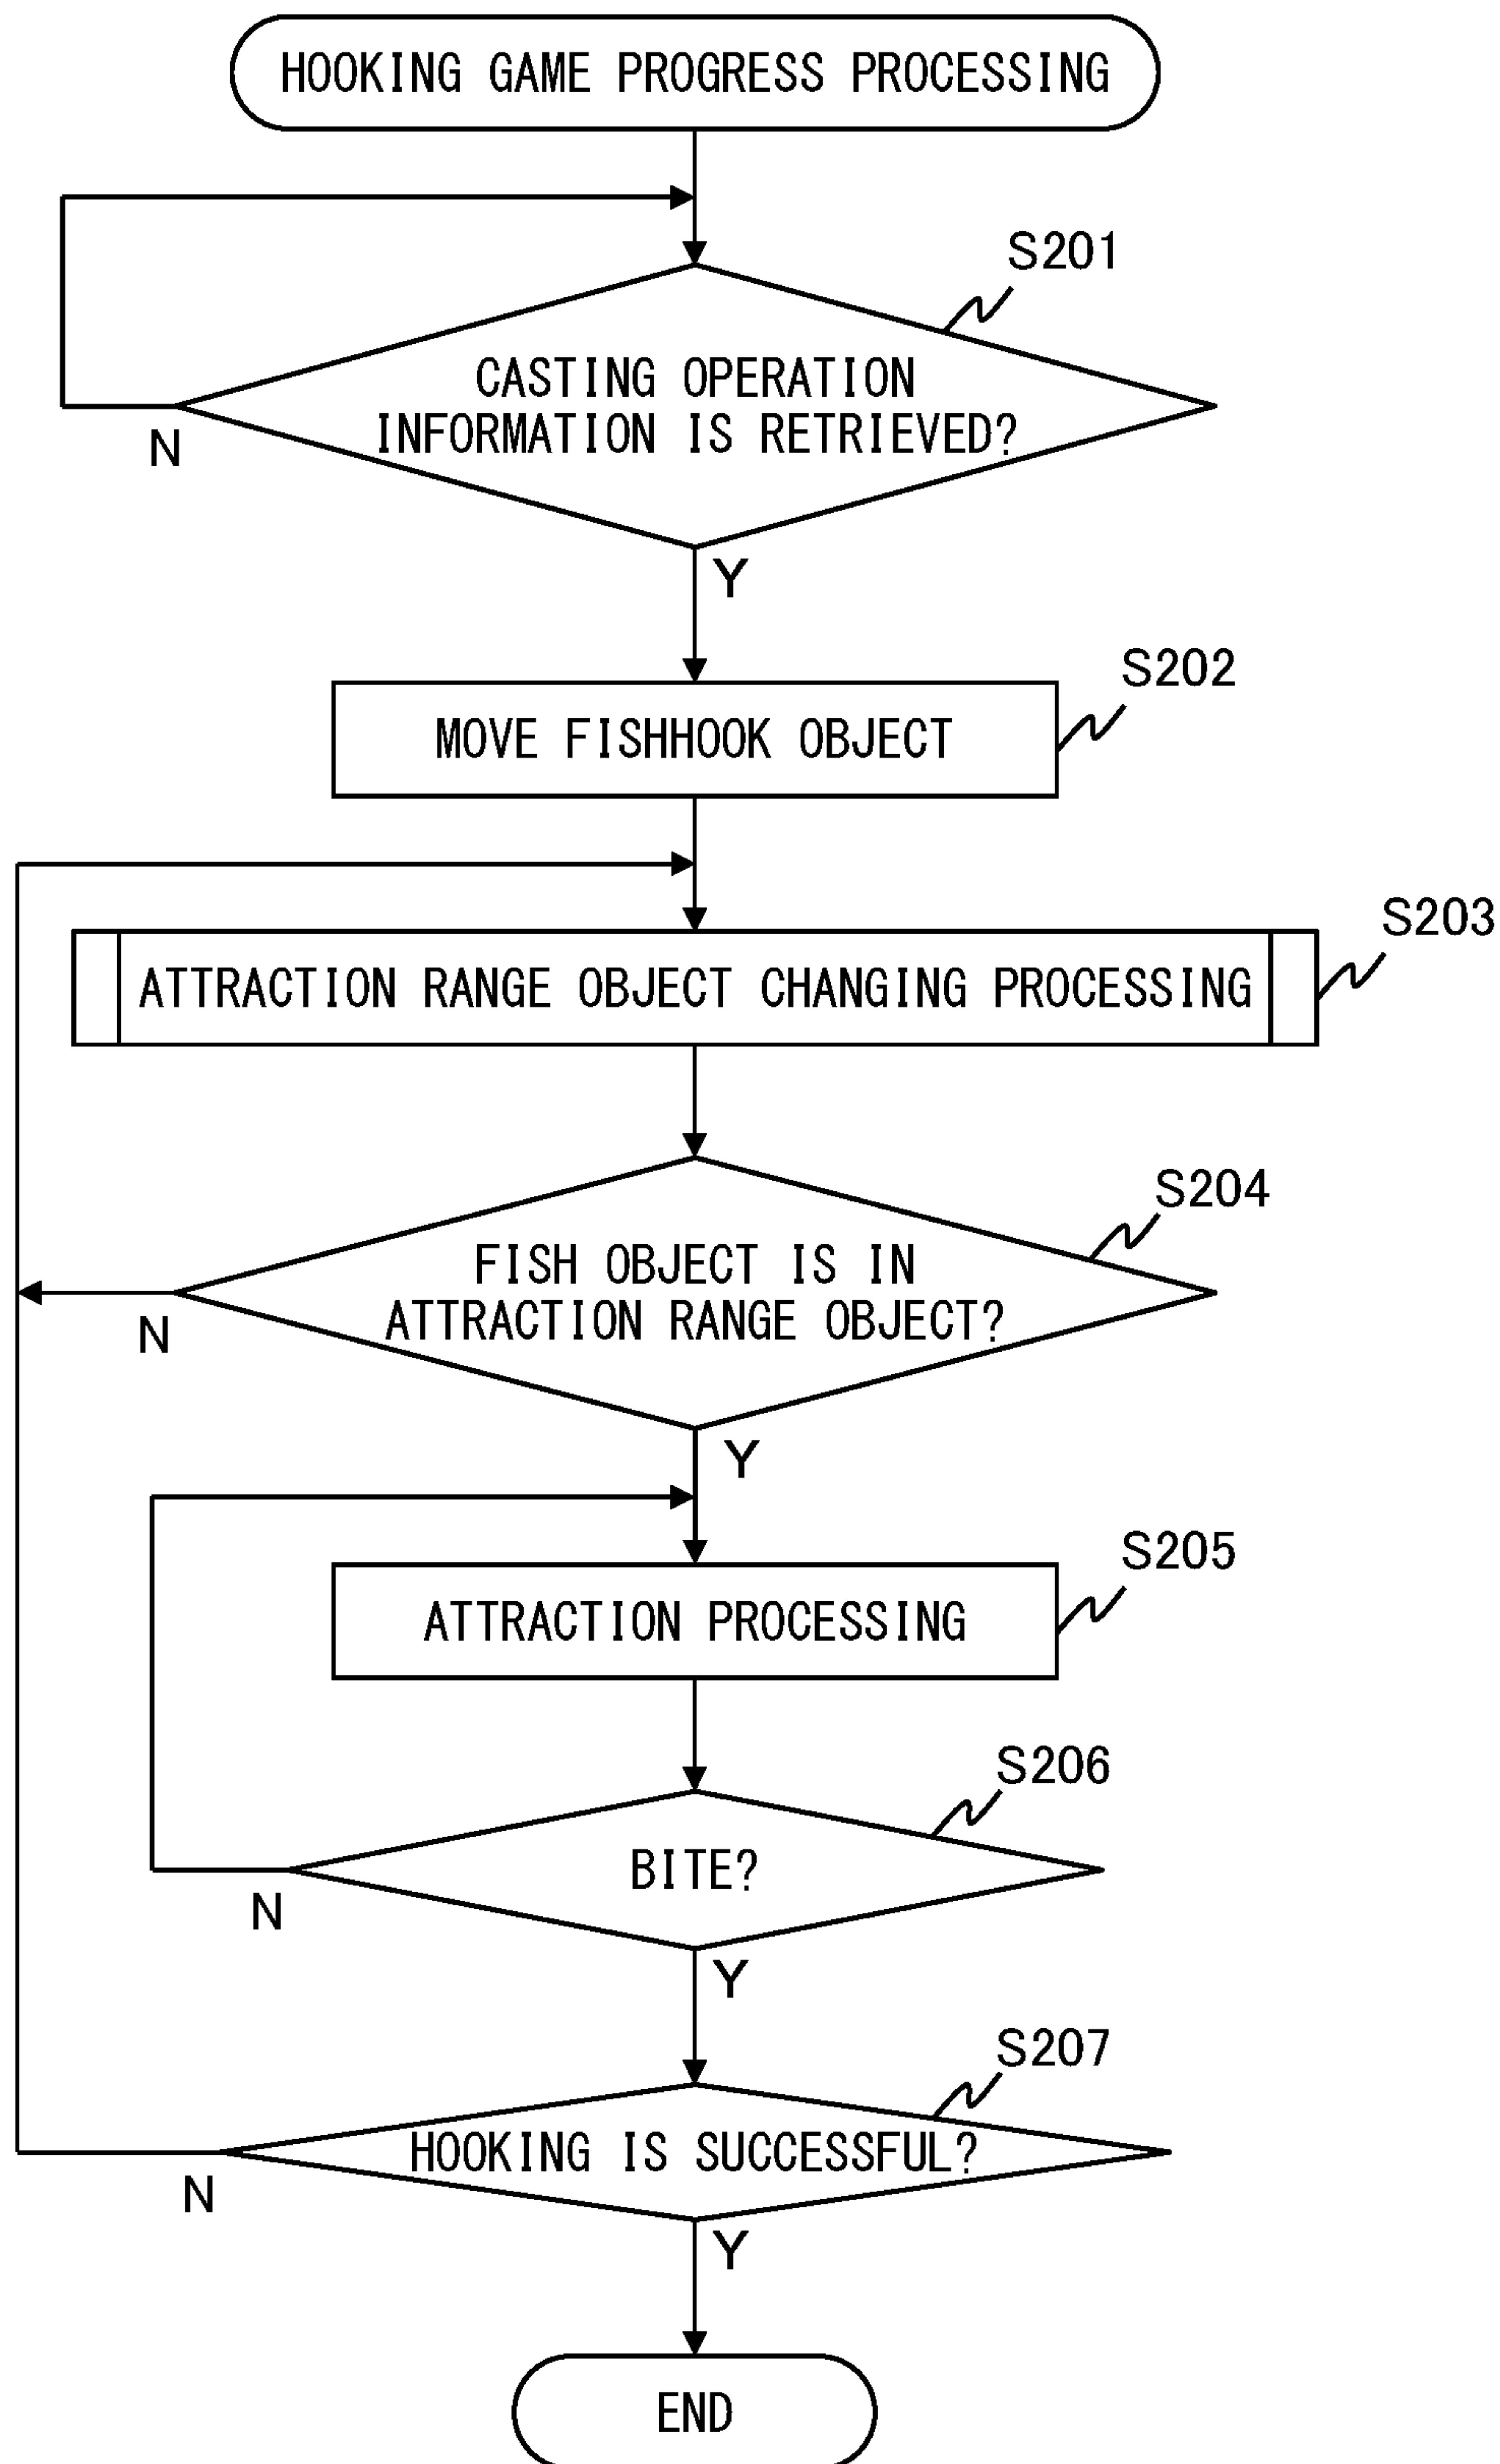 HOOKING GAME PROGRESS PROCESSING
S201
CASTING OPERATION
INFORMATION IS RETRIEVED?
N
Y
S202
MOVE FISHHOOK OBJECT
S203
ATTRACTION RANGE OBJECT CHANGING PROCESSING
S204
FISH OBJECT IS IN
ATTRACTION RANGE OBJECT?
N
Y
S205
ATTRACTION PROCESSING
S206
BITE?
N
Y
S207
HOOKING IS SUCCESSFUL?
N
Y
END